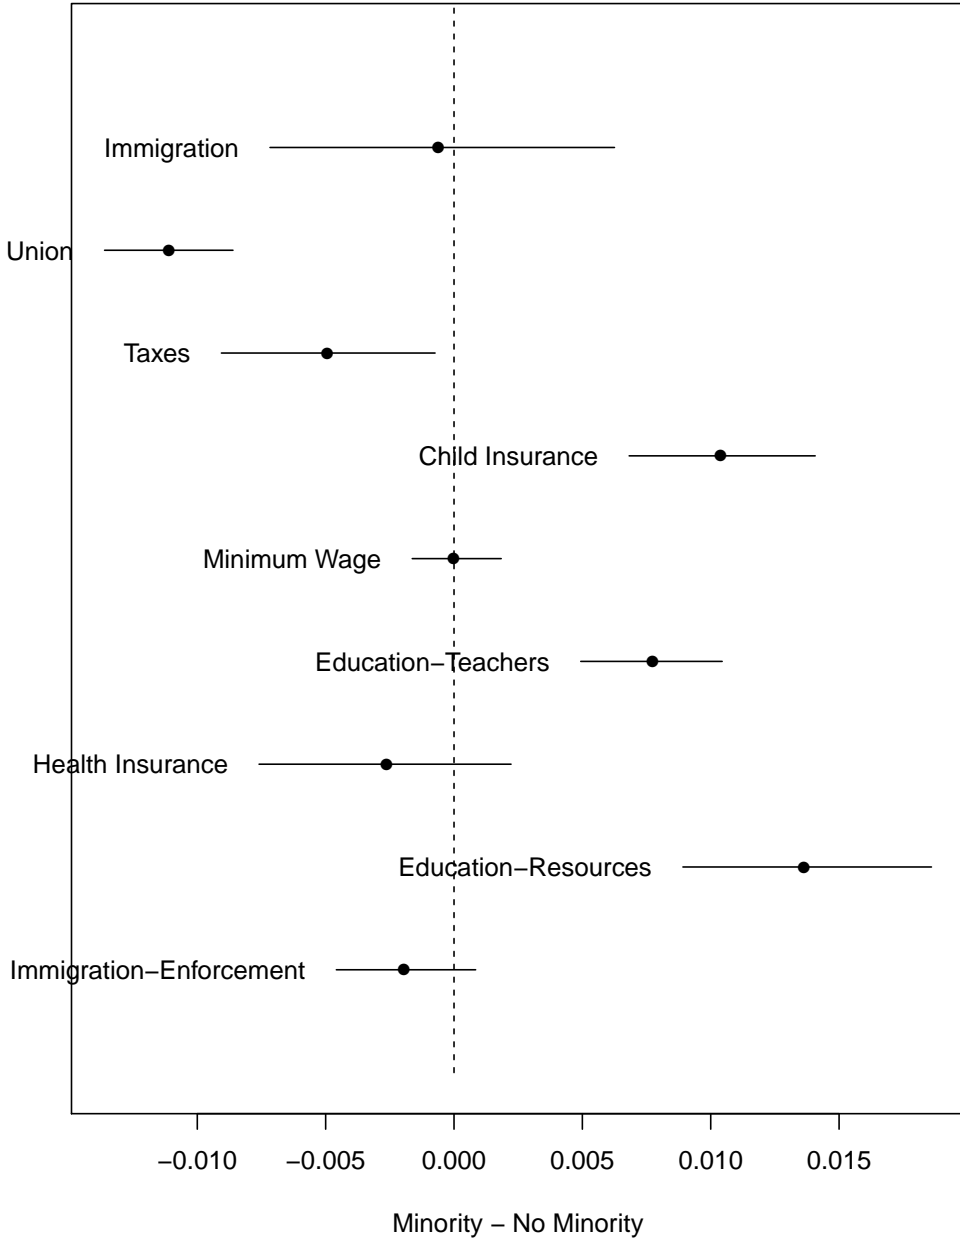 Immigration
Union
Taxes
Child Insurance
Minimum Wage
Education−Teachers
Health Insurance
Education−Resources
Immigration−Enforcement
−0.010 −0.005 0.000 0.005 0.010 0.015
Minority − No Minority